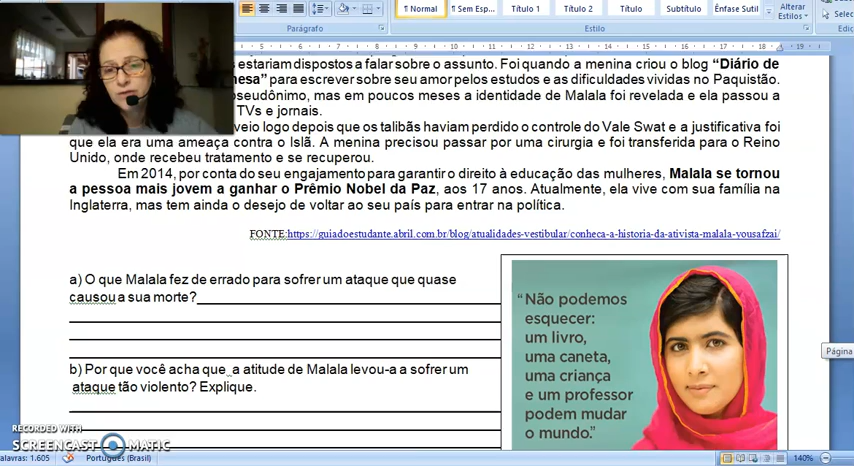 ¶ Normal
¶ Sem Esp...
Título 1
Título 2
Título
Subtítulo
Ênfase Sutil
Alterar
Estilos
Selec
Parágrafo
Estilo
Ediç
s estariam dispostos a falar sobre o assunto. Foi quando a menina criou o blog “Diário de
nesa” para escrever sobre seu amor pelos estudos e as dificuldades vividas no Paquistão.
pseudônimo, mas em poucos meses a identidade de Malala foi revelada e ela passou a
TVs e jornais.
veio logo depois que os talibãs haviam perdido o controle do Vale Swat e a justificativa foi
que ela era uma ameaça contra o Islã. A menina precisou passar por uma cirurgia e foi transferida para o Reino
Unido, onde recebeu tratamento e se recuperou.
Em 2014, por conta do seu engajamento para garantir o direito à educação das mulheres, Malala se tornou
a pessoa mais jovem a ganhar o Prêmio Nobel da Paz, aos 17 anos. Atualmente, ela vive com sua família na
Inglaterra, mas tem ainda o desejo de voltar ao seu país para entrar na política.
FONTE:https://guiadoestudante.abril.com.br/blog/atualidades-vestibular/conheca-a-historia-da-ativista-malala-yousafzai/
a) O que Malala fez de errado para sofrer um ataque que quase
causou a sua morte?
b) Por que você acha que a atitude de Malala levou-a a sofrer um
ataque tão violento? Explique.
“Não podemos
esquecer:
um livro,
uma caneta,
uma criança
e um professor
podem mudar
o mundo.”
Página
RECORDED WITH
SCREENCAST MATIC
alavras: 1.605
Português (Brasil)
140%